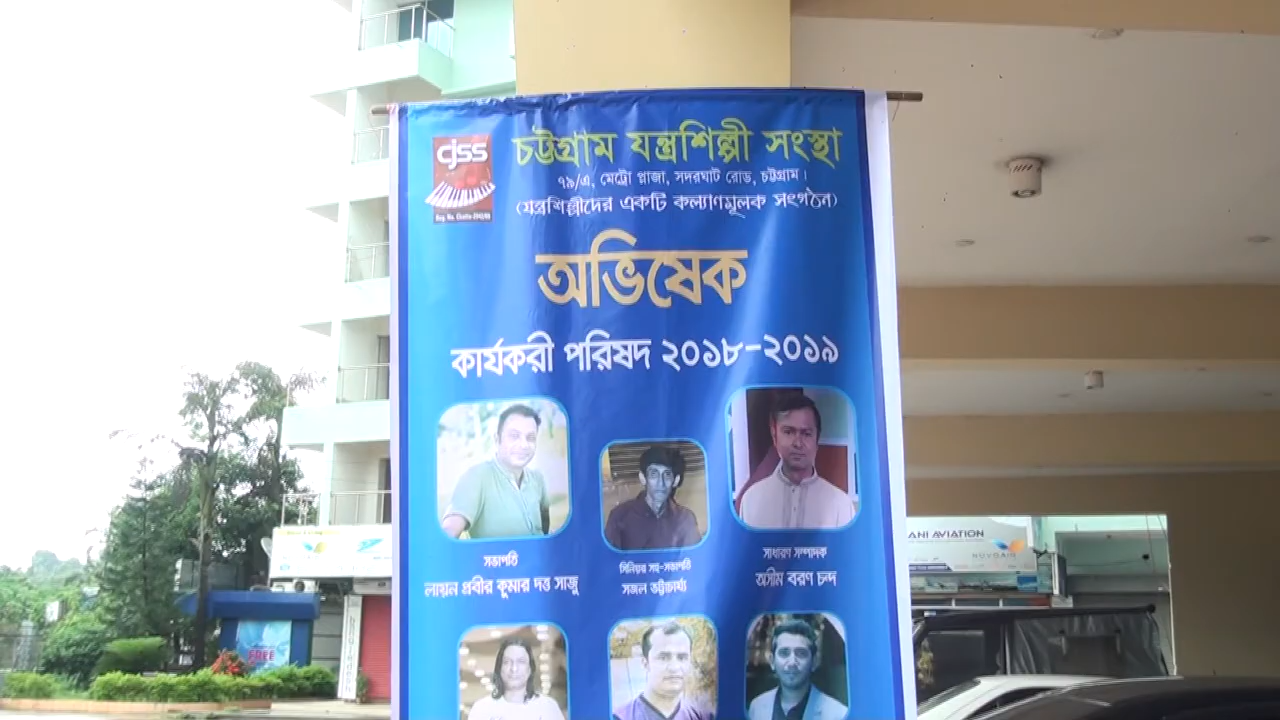 cjss
চট্টগ্রাম যন্ত্রশিল্পী সংস্থা
৭৯/এ, মেট্রো প্লাজা, সদরঘাট রোড, চট্টগ্রাম।
(যন্ত্রশিল্পীদের একটি কল্যাণমূলক সংগঠন)
অভিষেক
কার্যকরী পরিষদ ২০১৮-২০১৯
সভাপতি
লায়ন প্রবীর কুমার দত্ত সাজু
সিনিয়র সহ-সভাপতি
সজল ভট্টাচার্য্য
সাধারণ সম্পাদক
অসীম বরণ চন্দ
ANI AVIATION
NOVOAIR
FREE